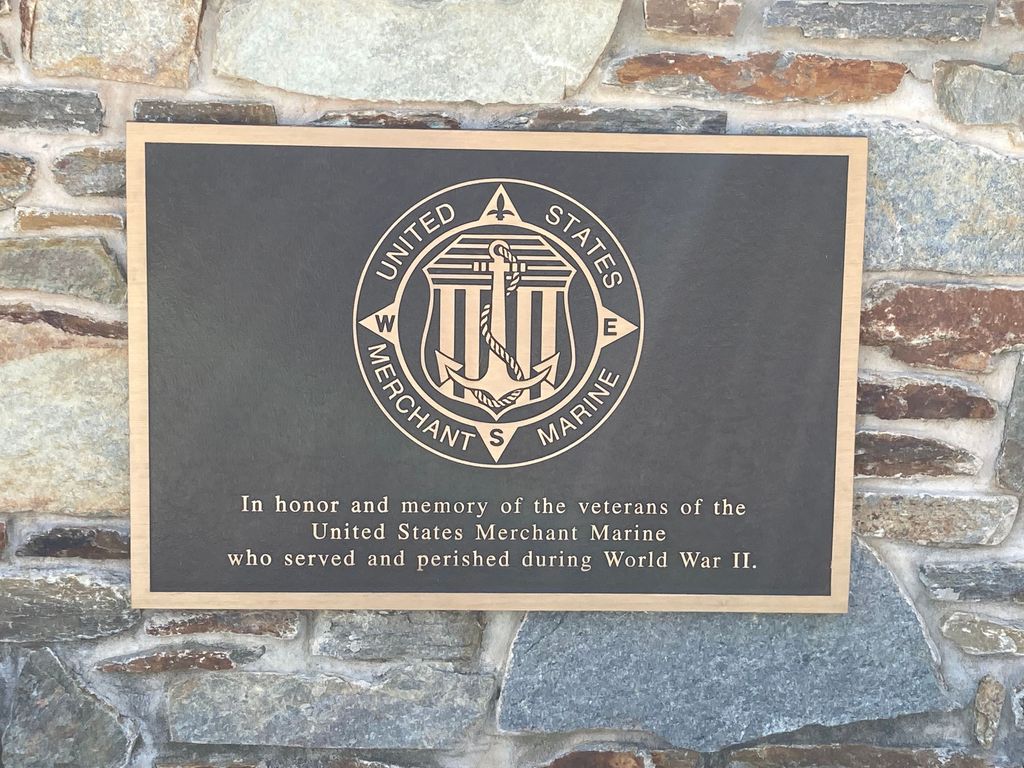 UNITED STATES
W E
MERCHANT MARINE
S
In honor and memory of the veterans of the
United States Merchant Marine
who served and perished during World War II.